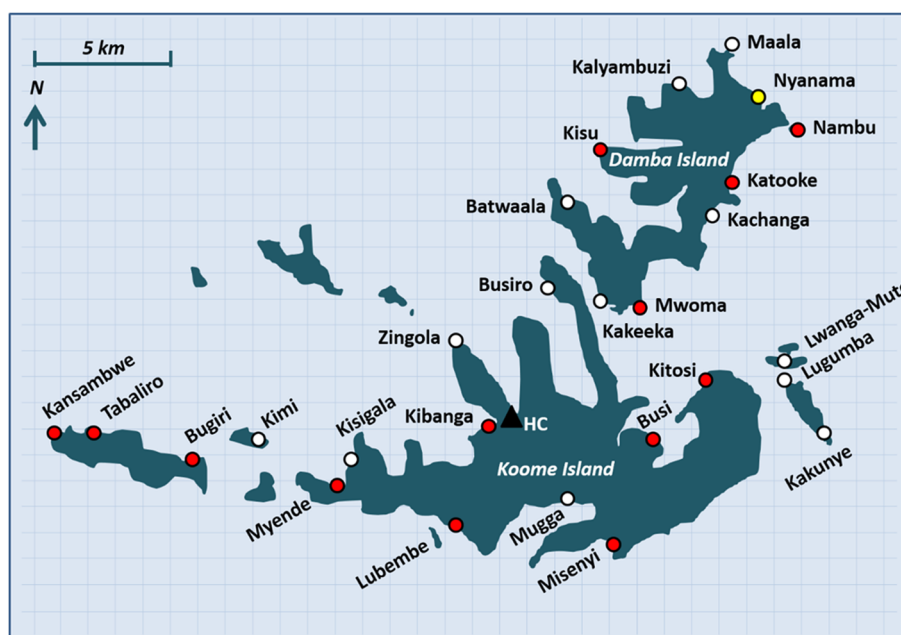 5 km
N
Maala
Kalyambuzi
Nyanama
Nambu
Kisu
Damba Island
Katooke
Batwaala
Kachanga
Busiro
Mwoma
Kakeeka
Zingola
Lwanga-Mut
Lugumba
Kitosi
Kansambwe
Tabaliro
Bugiri
Kimi
Kisigala
Kibanga
HC
Busi
Kakunye
Koome Island
Myende
Mugga
Lubembe
Misenyi